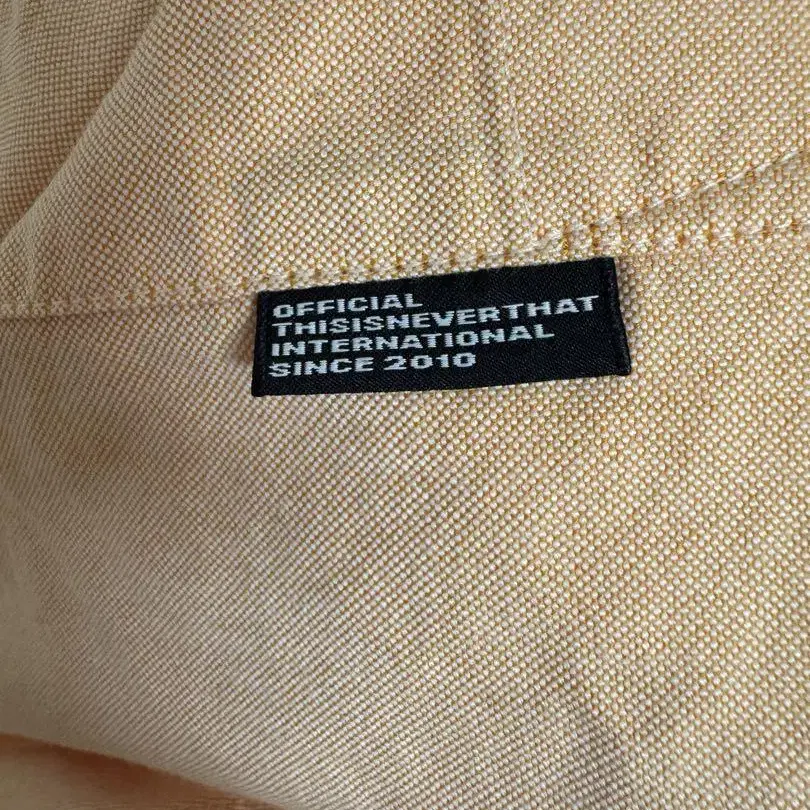 OFFICIAL
THISISNEVERTHAT
INTERNATIONAL
SINCE 2010